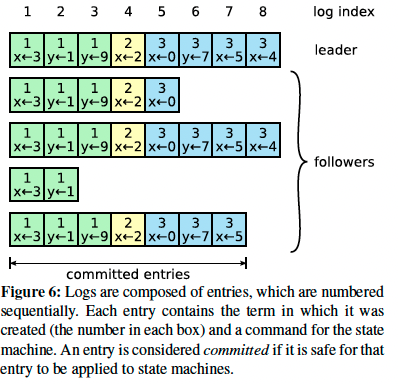 1 2 3 4 5 6 7 8 log index
1 1 1 2 3 3 3 3
x←3 y←1 y←9 x←2 x←0 y←7 x←5 x←4 leader
1 1 1 2 3
x←3 y←1 y←9 x←2 x←0
1 1 1 2 3 3 3 3
x←3 y←1 y←9 x←2 x←0 y←7 x←5 x←4
followers
1 1
x←3 y←1
1 1 1 2 3 3 3
x←3 y←1 y←9 x←2 x←0 y←7 x←5
committed entries
Figure 6: Logs are composed of entries, which are numbered
sequentially. Each entry contains the term in which it was
created (the number in each box) and a command for the state
machine. An entry is considered committed if it is safe for that
entry to be applied to state machines.